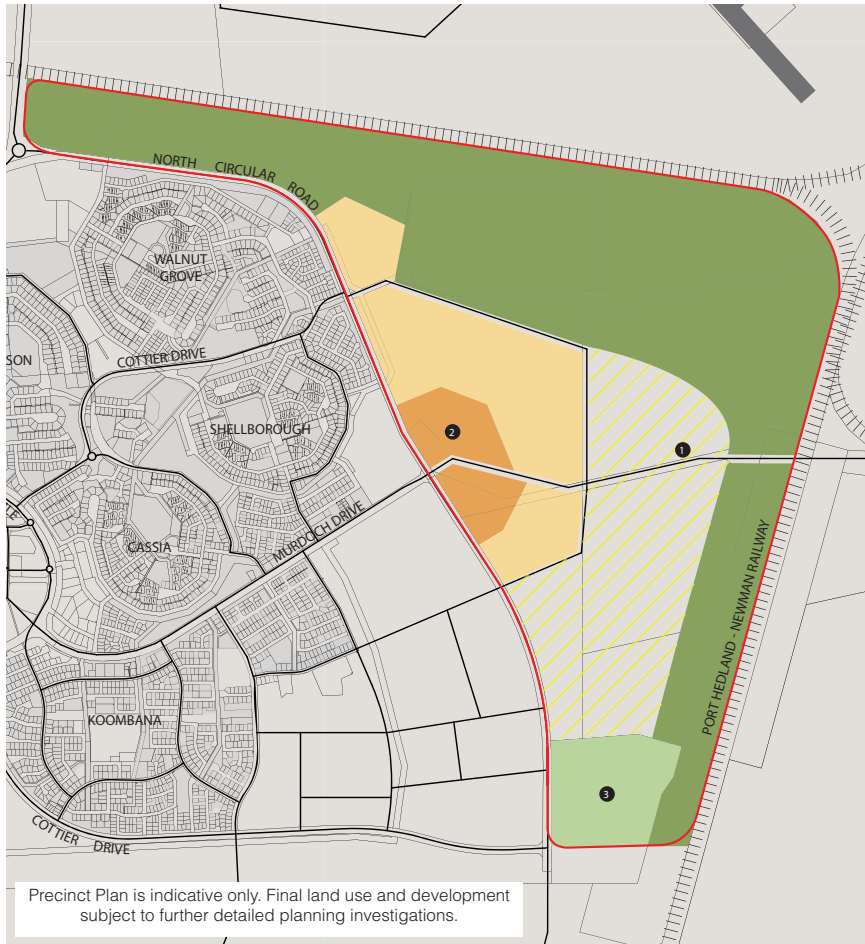 NORTH CIRCULAR ROAD
WALNUT
GROVE
SON
COTTIER DRIVE
SHELLBOROUGH
2
1
CASSIA
MURDOCH DRIVE
PORT HEDLAND - NEWMAN RAILWAY
KOOMBANA
3
COTTIER DRIVE
Precinct Plan is indicative only. Final land use and development
subject to further detailed planning investigations.